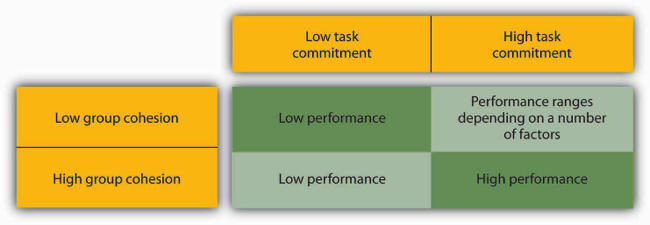 Low task
commitment
High task
commitment
Low group cohesion
Low performance
Performance ranges
depending on a number
of factors
High group cohesion
Low performance
High performance